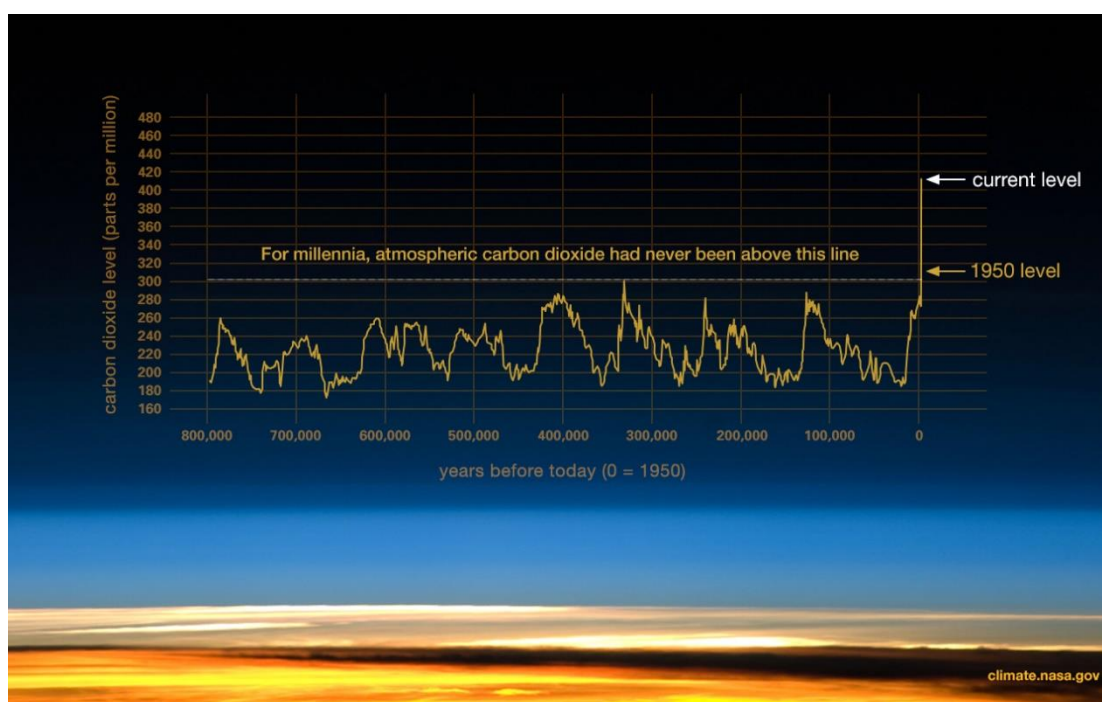 carbon dioxide level (parts per million)
480
460
440
420
400
380
360
340
320
300
280
260
240
220
200
180
160
current level
For millennia, atmospheric carbon dioxide had never been above this line
1950 level
800,000 700,000 600,000 500,000 400,000 300,000 200,000 100,000 0
years before today (0 = 1950)
climate.nasa.gov